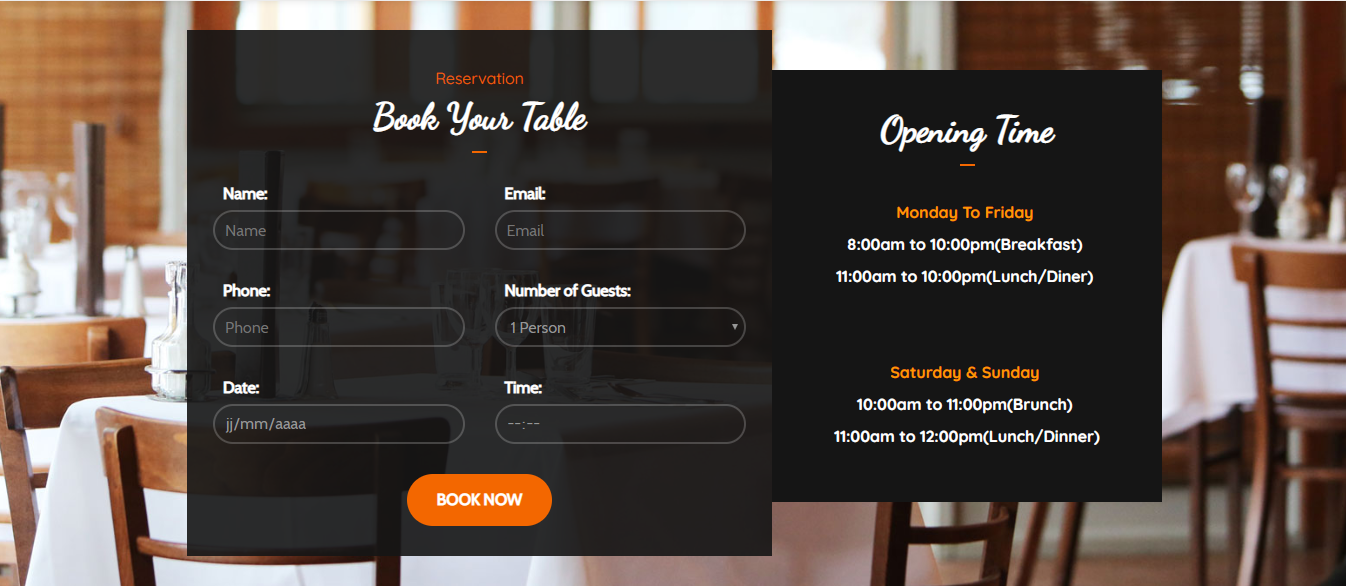 Reservation
Book Your Table
Name:
Email:
Name
Email
Phone:
Number of Guests:
Phone
1 Person
Date:
Time:
jj/mm/aaaa
--:--
BOOK NOW
Opening Time
Monday To Friday
8:00am to 10:00pm(Breakfast)
11:00am to 10:00pm(Lunch/Diner)
Saturday & Sunday
10:00am to 11:00pm(Brunch)
11:00am to 12:00pm(Lunch/Dinner)